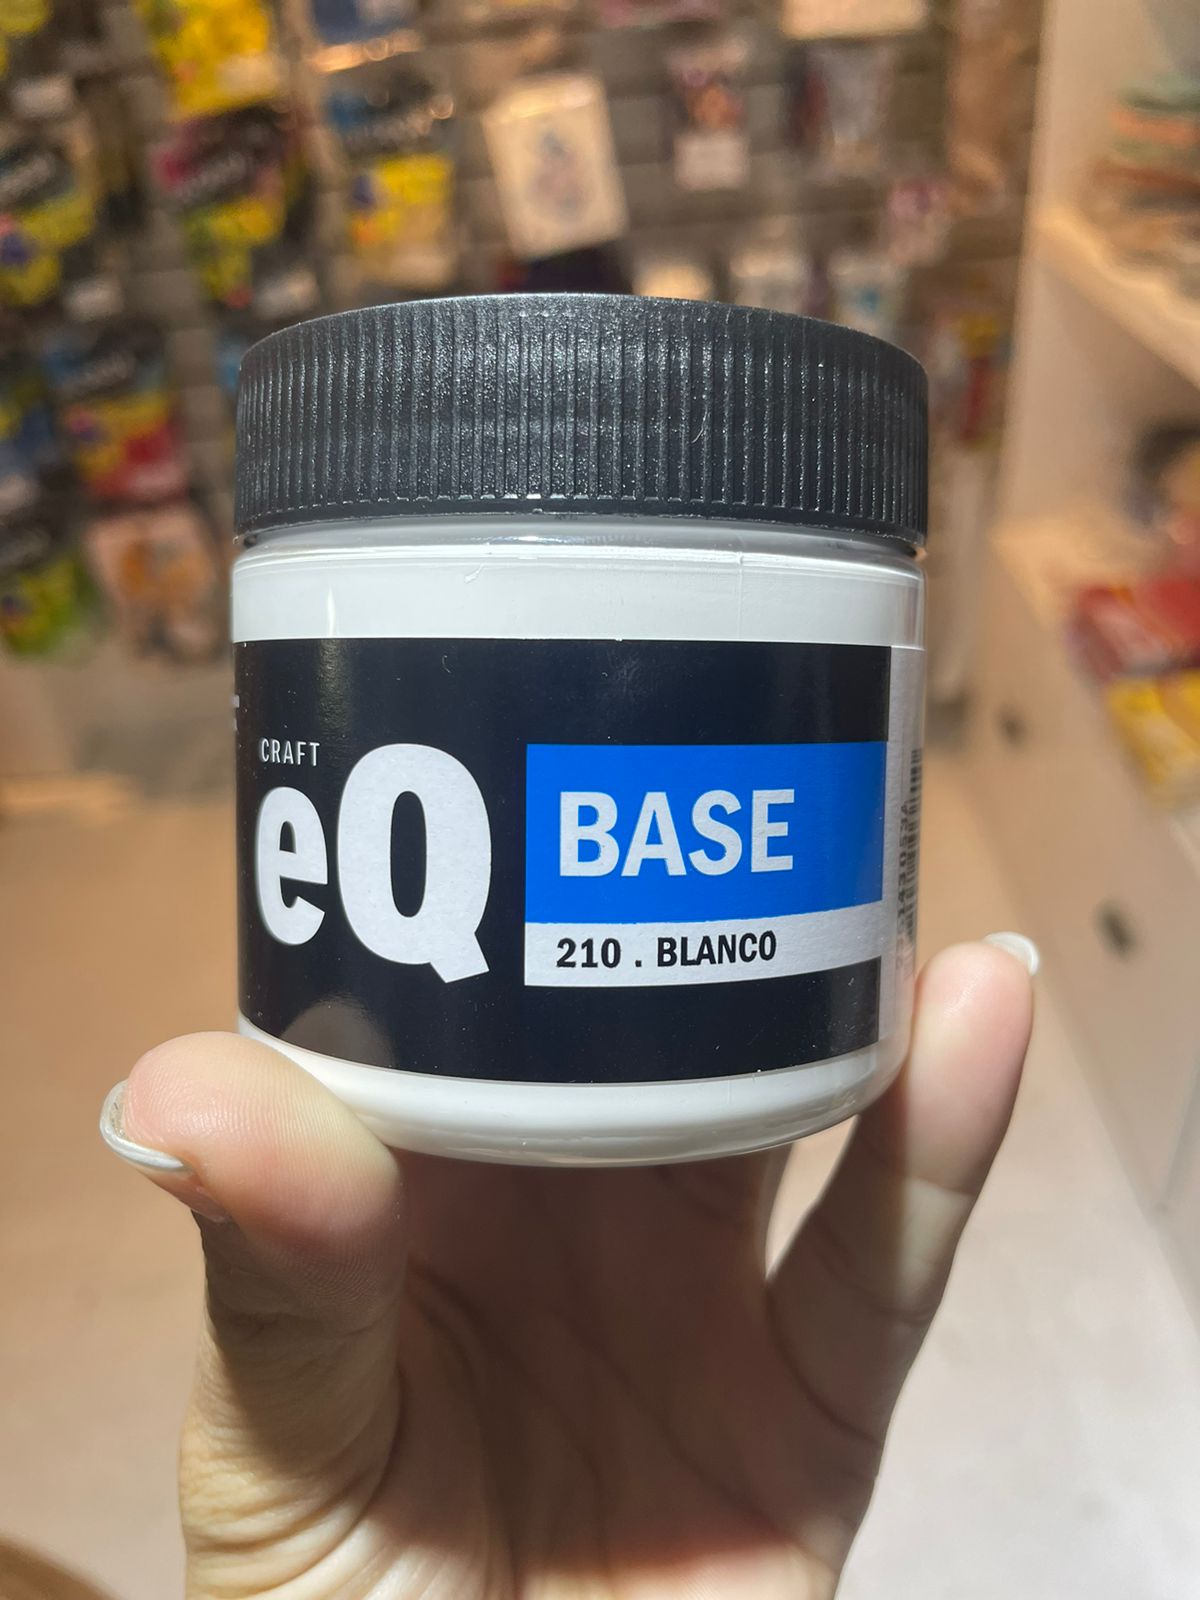 CRAFT
eQ
BASE
210 . BLANCO